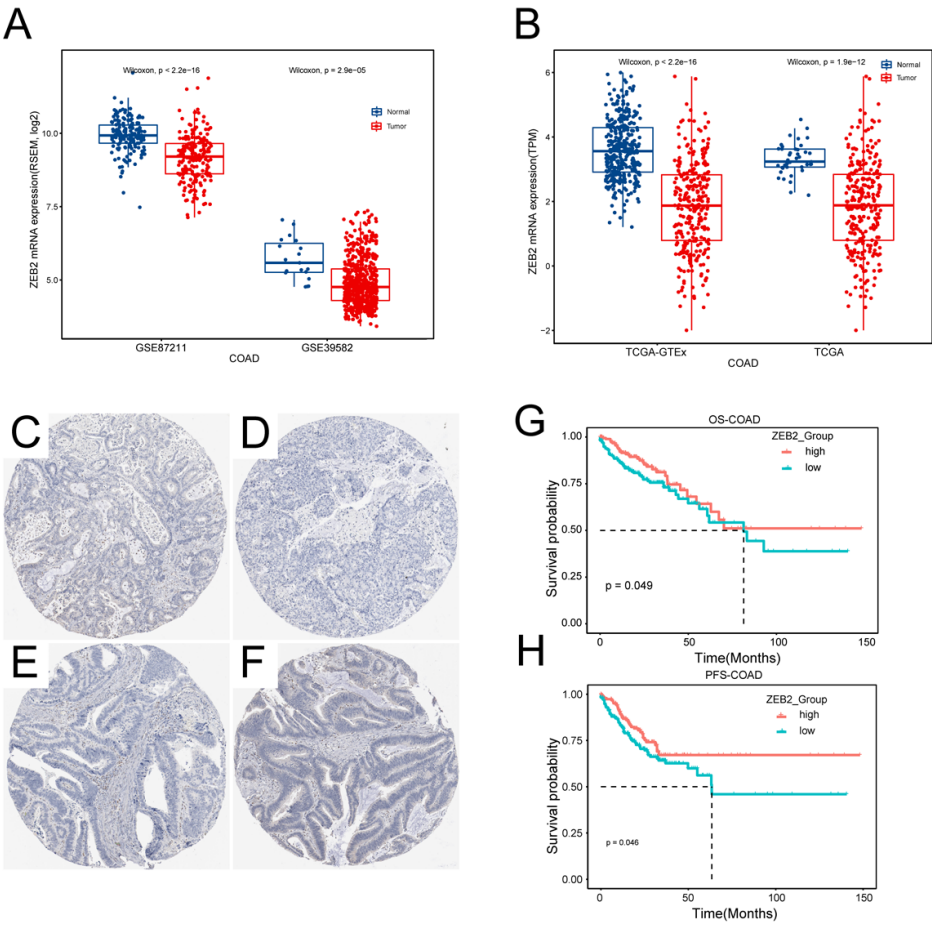 A
Wilcoxon, p < 2.2e−16
Wilcoxon, p = 2.9e−05
Normal
Tumor
ZEB2 mRNA expression(RSEM, log2)
10.0
7.5
5.0
GSE87211
GSE39582
COAD
B
Wilcoxon, p < 2.2e−16
Wilcoxon, p = 1.9e−12
Normal
Tumor
ZEB2 mRNA expression(TPM)
6
4
2
0
−2
TCGA-GTEx
TCGA
COAD
C
D
E
F
G
OS-COAD
ZEB2_Group
high
low
Survival probability
1.00
0.75
0.50
0.25
0.00
p = 0.049
0
50
100
150
Time(Months)
H
PFS-COAD
ZEB2_Group
high
low
Survival probability
1.00
0.75
0.50
0.25
0.00
p = 0.046
0
50
100
150
Time(Months)